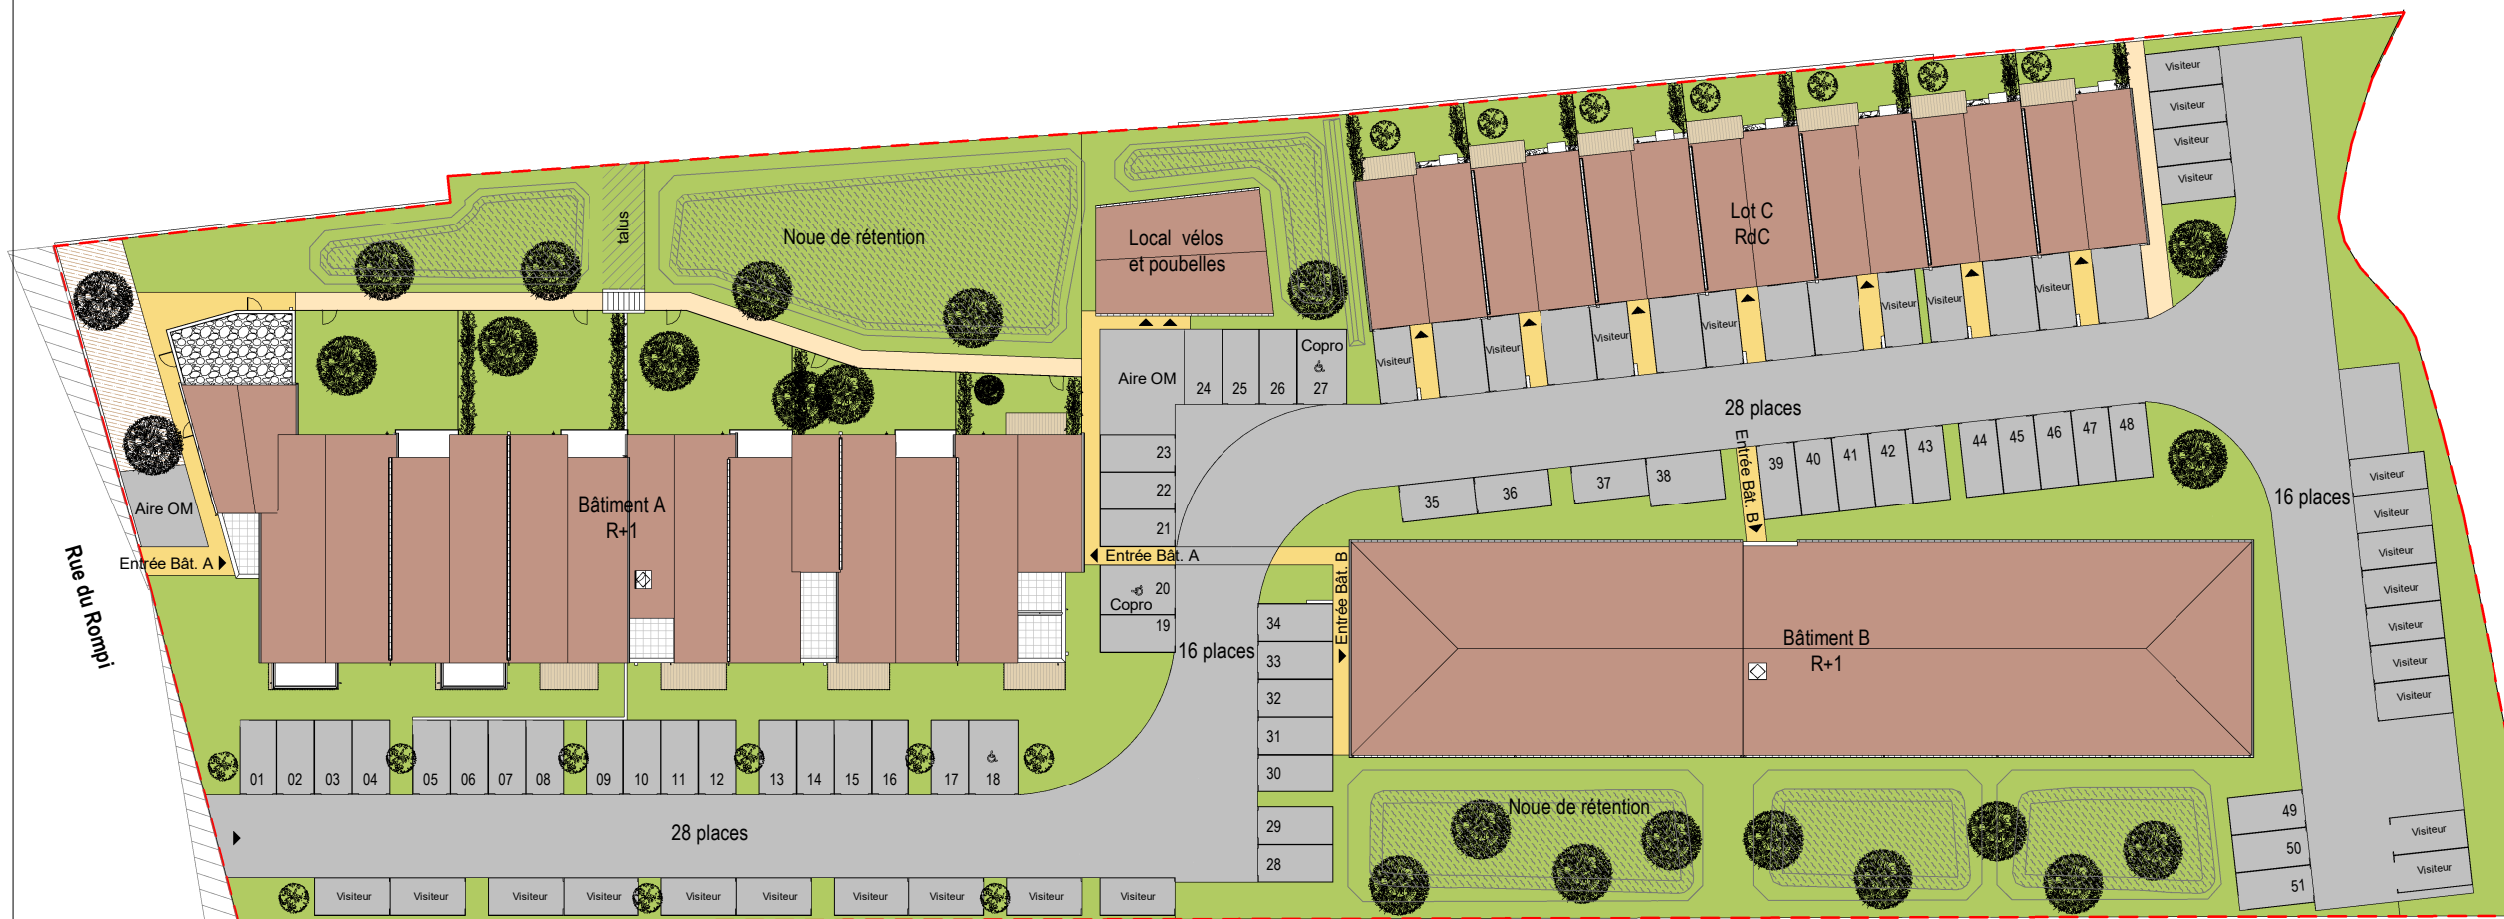 Visiteur
Visiteur
Visiteur
Visiteur
talus
Noue de rétention
Local vélos
et poubelles
Lot C
RdC
Visiteur
Visiteur
Visiteur
Visiteur
Visiteur
Visiteur
Visiteur
Copro
27
Aire OM
24
25
26
28 places
Entrée Bât. B
39
40
41
42
43
44
45
46
47
48
23
22
21
35
36
37
38
16 places
Visiteur
Visiteur
Visiteur
Visiteur
Visiteur
Visiteur
Visiteur
Aire OM
Bâtiment A
R+1
Rue du Rompi
Entrée Bât. A
Entrée Bât. A
Entrée Bât. B
20
Copro
19
16 places
34
33
32
31
30
29
28
Bâtiment B
R+1
01
02
03
04
05
06
07
08
09
10
11
12
13
14
15
16
17
18
28 places
Noue de rétention
49
50
51
Visiteur
Visiteur
Visiteur
Visiteur
Visiteur
Visiteur
Visiteur
Visiteur
Visiteur
Visiteur
Visiteur
Visiteur